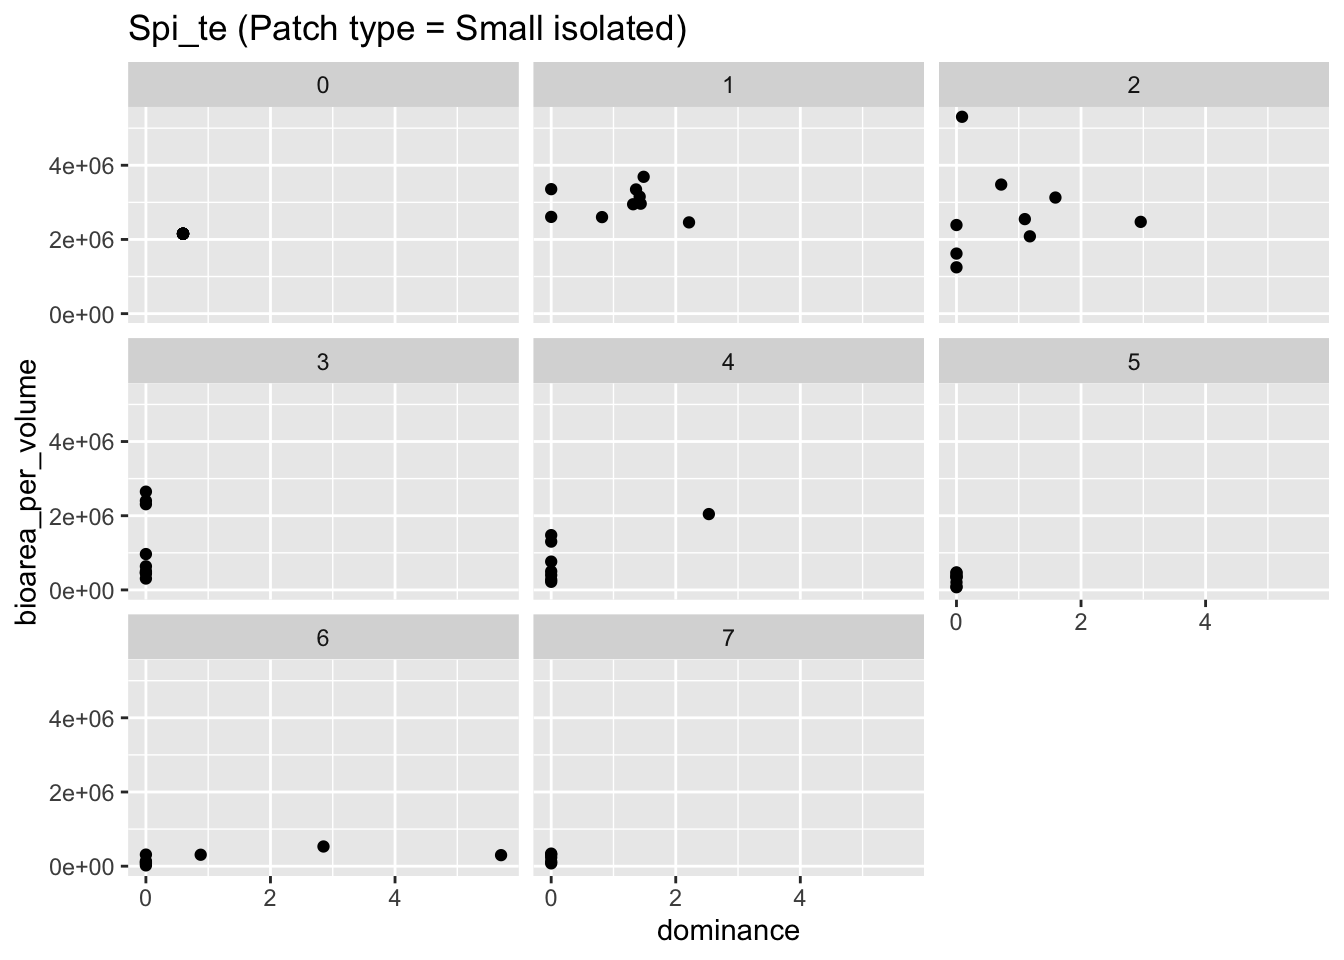 Spi_te (Patch type = Small isolated)
0 1 2
4e+06
2e+06
0e+00
3 4 5
4e+06
2e+06
0e+00
0 2 4
6 7
4e+06
2e+06
0e+00
0 2 4 0 2 4
dominance
bioarea_per_volume